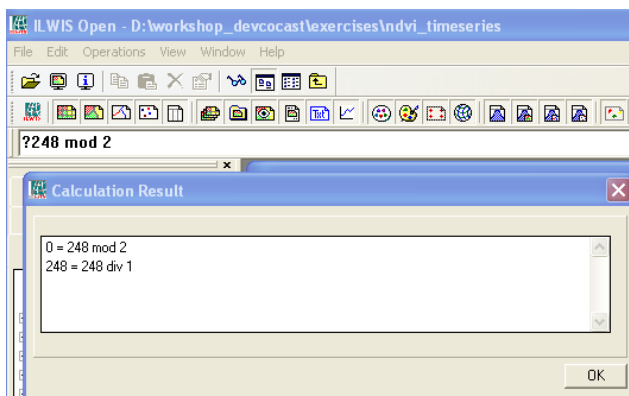 ILWIS Open - D:\workshop_devcocast\exercises\ndvi_timeseries
File Edit Operations View Window Help
Txt
?248 mod 2
x
Calculation Result
0 = 248 mod 2
248 = 248 div 1
OK